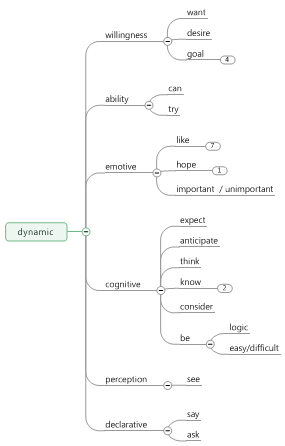 want
willingness
desire
goal 4
can
ability
try
like 7
emotive
hope 1
important / unimportant
expect
dynamic
anticipate
think
cognitive
know 2
consider
logic
be
easy/difficult
perception
see
say
declarative
ask